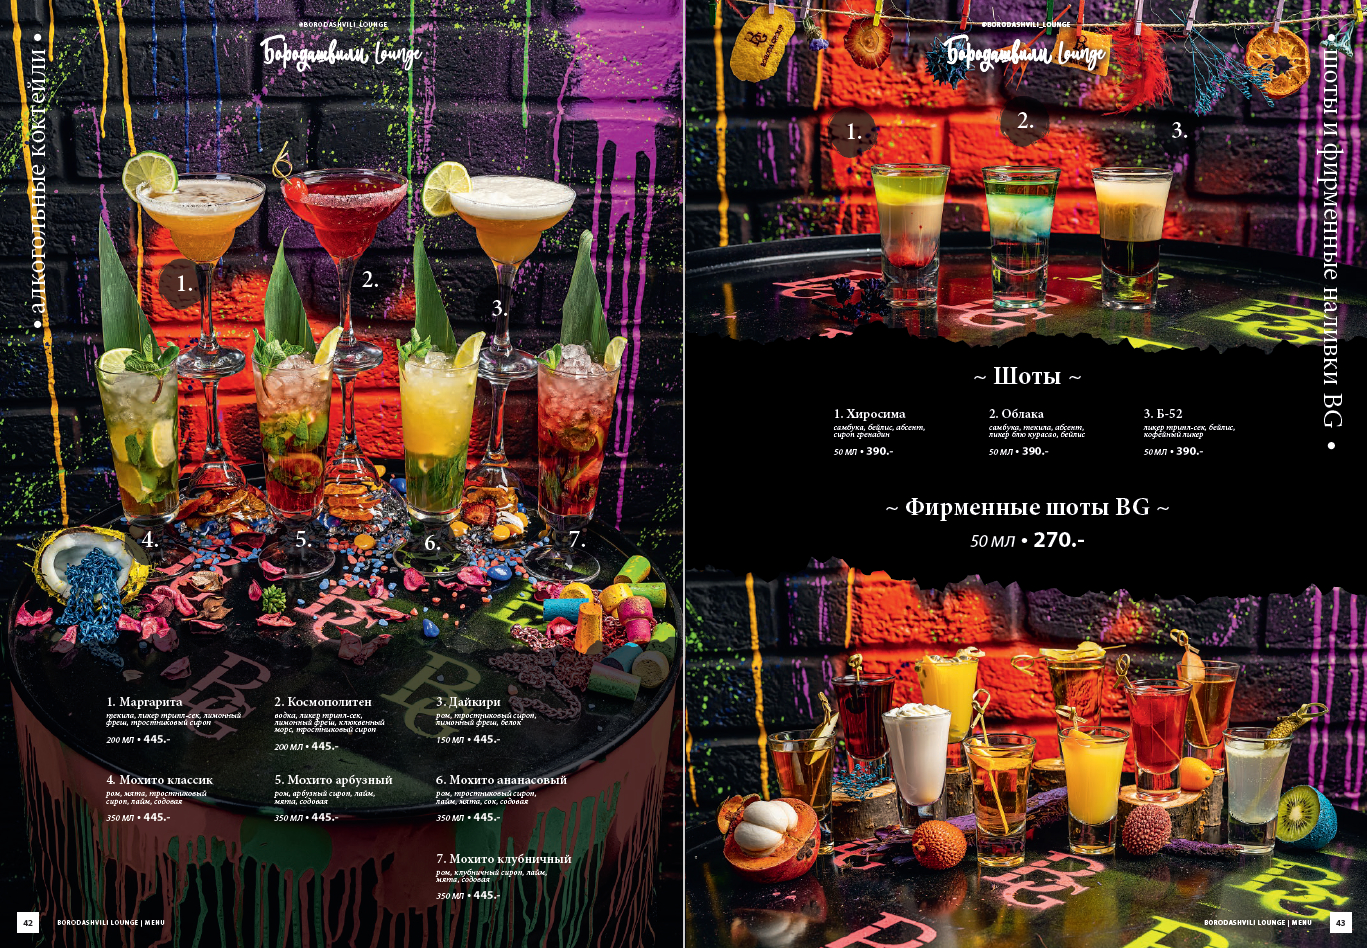 @BORODASHVILI_LOUNGE
Бородашвили Lounge
• алкогольные коктейли •
1.
2.
3.
4.
5.
6.
7.
1. Маргарита
текила, ликер трипл-сек, лимонный
фреш, тростниковый сироп
200 МЛ • 445.-
2. Космополитен
водка, ликер трипл-сек,
лимонный фреш, клюквенный
морс, тростниковый сироп
200 МЛ • 445.-
3. Дайкири
ром, тростниковый сироп,
лимонный фреш, белок
150 МЛ • 445.-
4. Мохито классик
ром, мята, тростниковый
сироп, лайм, содовая
350 МЛ • 445.-
5. Мохито арбузный
ром, арбузный сироп, лайм,
мята, содовая
350 МЛ • 445.-
6. Мохито ананасовый
ром, тростниковый сироп,
лайм, мята, сок, содовая
350 МЛ • 445.-
7. Мохито клубничный
ром, клубничный сироп, лайм,
мята, содовая
350 МЛ • 445.-
42
BORODASHVILI LOUNGE | MENU
@BORODASHVILI_LOUNGE
Бородашвили Lounge
• шоты и фирменные наливки BG •
1.
2.
3.
~ Шоты ~
1. Хиросима
самбука, бейлис, абсент,
сироп гренадин
50 МЛ • 390.-
2. Облака
самбука, текила, абсент,
ликер блю курасао, бейлис
50 МЛ • 390.-
3. Б-52
ликер трипл-сек, бейлис,
кофейный ликер
50 МЛ • 390.-
~ Фирменные шоты BG ~
50 МЛ • 270.-
BORODASHVILI LOUNGE | MENU
43